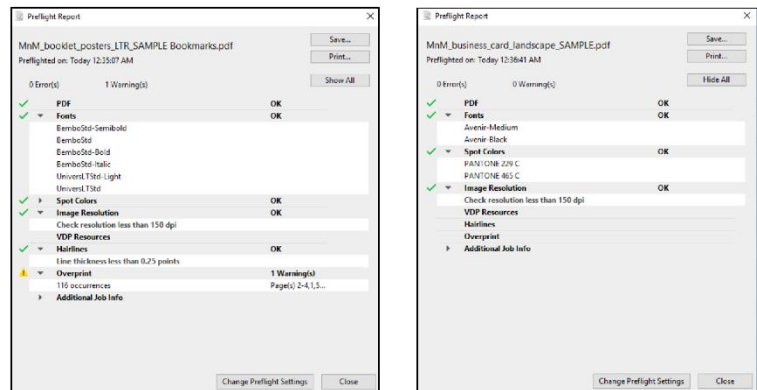 Preflight Report
MnM_booklet_posters_LTR_SAMPLE Bookmarks.pdf
Save...
Preflighted on: Today 12:35:07 AM
Print...
0 Error(s) 1 Warning(s)
Show All
PDF OK
Fonts OK
BemboStd-Semibold
BemboStd
BemboStd-Bold
BemboStd-Italic
UniversLTStd-Light
UniversLTStd
Spot Colors OK
Image Resolution OK
Check resolution less than 150 dpi
VDP Resources
Hairlines OK
Line thickness less than 0.25 points
Overprint 1 Warning(s)
116 occurrences Page(s) 2-4,1,5...
Additional Job Info
Change Preflight Settings Close
Preflight Report
MnM_business_card_landscape_SAMPLE.pdf
Save...
Preflighted on: Today 12:36:41 AM
Print...
0 Error(s) 0 Warning(s)
Hide All
PDF OK
Fonts OK
Avenir-Medium
Avenir-Black
Spot Colors OK
PANTONE 229 C
PANTONE 465 C
Image Resolution OK
Check resolution less than 150 dpi
VDP Resources
Hairlines
Overprint
Additional Job Info
Change Preflight Settings Close